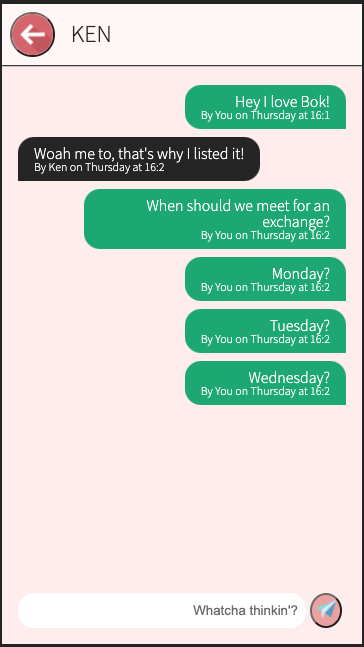 KEN
Hey I love Bok!
By You on Thursday at 16:1
Woah me to, that's why I listed it!
By Ken on Thursday at 16:2
When should we meet for an
exchange?
By You on Thursday at 16:2
Monday?
By You on Thursday at 16:2
Tuesday?
By You on Thursday at 16:2
Wednesday?
By You on Thursday at 16:2
Whatcha thinkin'?